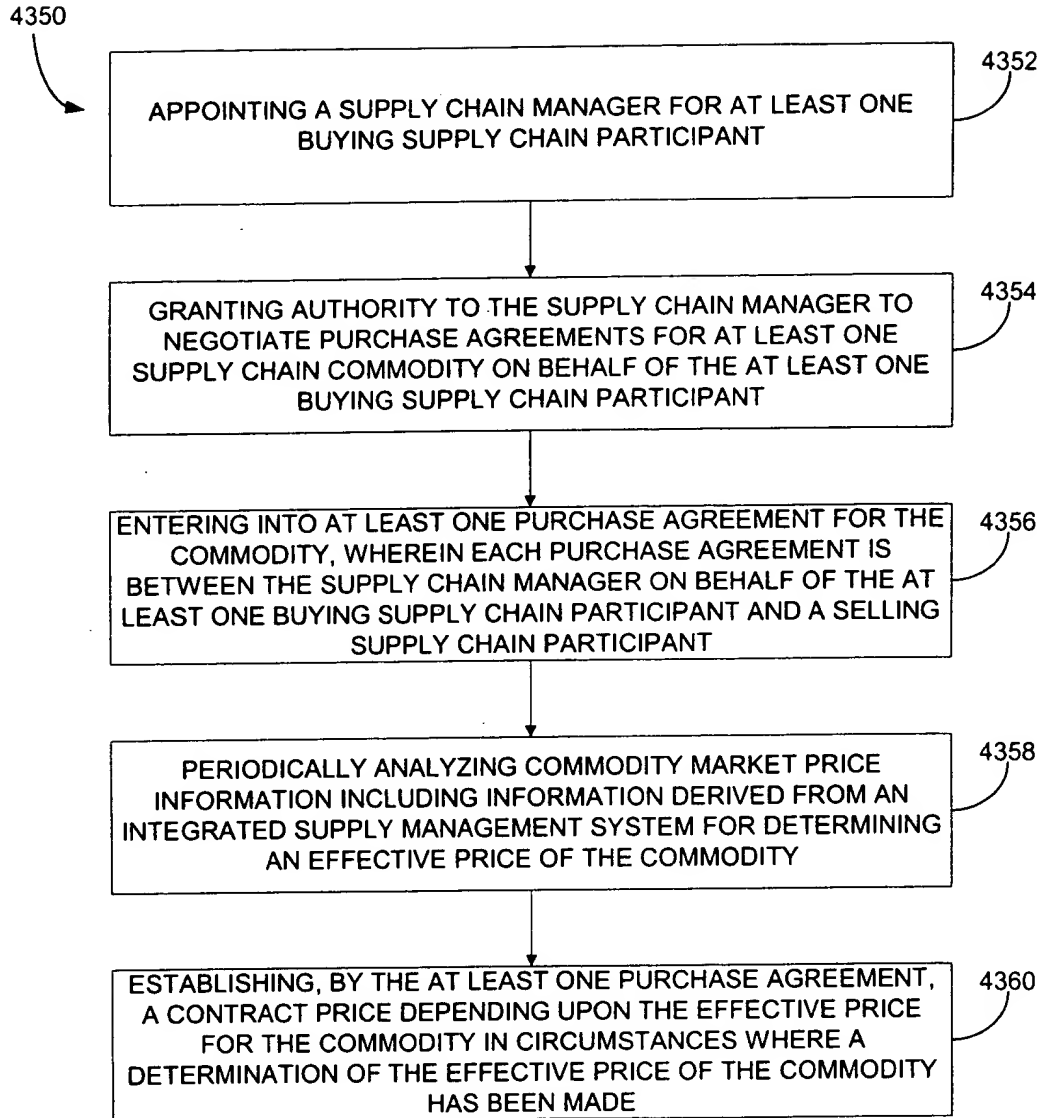 4350
4352
APPOINTING A SUPPLY CHAIN MANAGER FOR AT LEAST ONE
BUYING SUPPLY CHAIN PARTICIPANT
4354
GRANTING AUTHORITY TO THE SUPPLY CHAIN MANAGER TO
NEGOTIATE PURCHASE AGREEMENTS FOR AT LEAST ONE
SUPPLY CHAIN COMMODITY ON BEHALF OF THE AT LEAST ONE
BUYING SUPPLY CHAIN PARTICIPANT
4356
ENTERING INTO AT LEAST ONE PURCHASE AGREEMENT FOR THE
COMMODITY, WHEREIN EACH PURCHASE AGREEMENT IS
BETWEEN THE SUPPLY CHAIN MANAGER ON BEHALF OF THE AT
LEAST ONE BUYING SUPPLY CHAIN PARTICIPANT AND A SELLING
SUPPLY CHAIN PARTICIPANT
4358
PERIODICALLY ANALYZING COMMODITY MARKET PRICE
INFORMATION INCLUDING INFORMATION DERIVED FROM AN
INTEGRATED SUPPLY MANAGEMENT SYSTEM FOR DETERMINING
AN EFFECTIVE PRICE OF THE COMMODITY
4360
ESTABLISHING, BY THE AT LEAST ONE PURCHASE AGREEMENT,
A CONTRACT PRICE DEPENDING UPON THE EFFECTIVE PRICE
FOR THE COMMODITY IN CIRCUMSTANCES WHERE A
DETERMINATION OF THE EFFECTIVE PRICE OF THE COMMODITY
HAS BEEN MADE